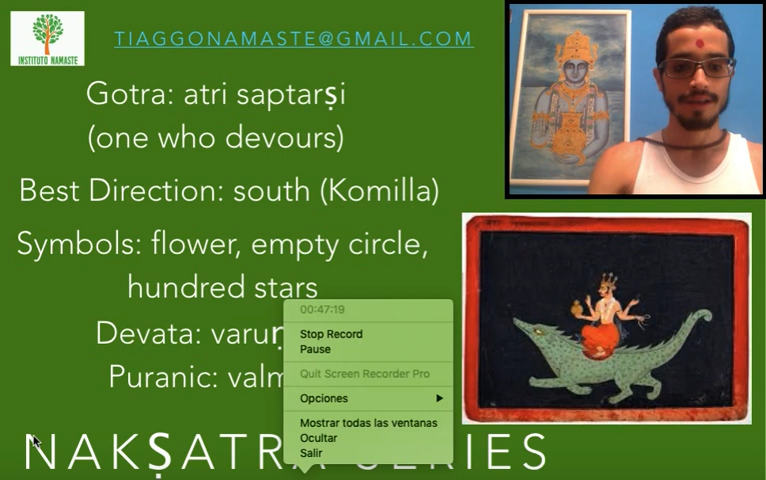 INSTITUTO NAMASTE
TIAGGONAMASTE@GMAIL.COM
Gotra: atri saptarṣi
(one who devours)
Best Direction: south (Komilla)
Symbols: flower, empty circle,
hundred stars
Devata:
Puranic:
00:47:19
Stop Record
Pause
Quit Screen Recorder Pro
Opciones
Mostrar todas las ventanas
Ocultar
Salir
NAKṢATRA SERIES